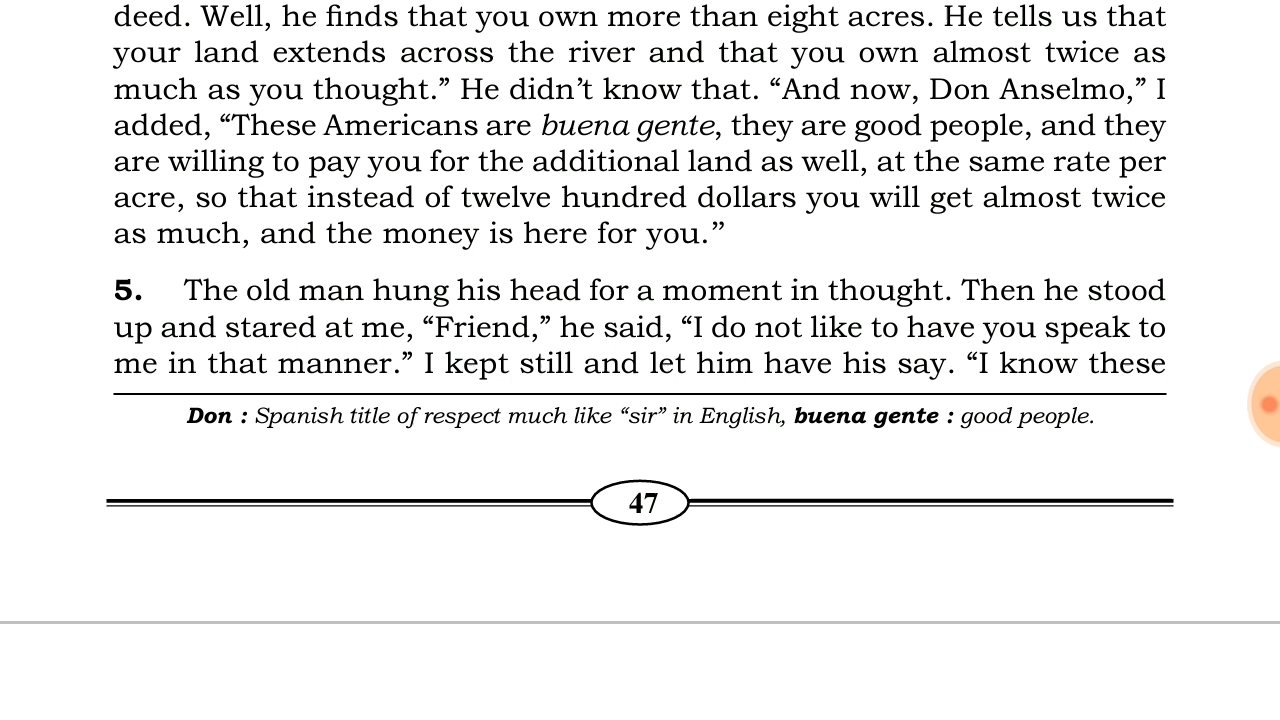 deed. Well, he finds that you own more than eight acres. He tells us that
your land extends across the river and that you own almost twice as
much as you thought.” He didn’t know that. “And now, Don Anselmo,” I
added, “These Americans are buena gente, they are good people, and they
are willing to pay you for the additional land as well, at the same rate per
acre, so that instead of twelve hundred dollars you will get almost twice
as much, and the money is here for you.”
5. The old man hung his head for a moment in thought. Then he stood
up and stared at me, “Friend,” he said, “I do not like to have you speak to
me in that manner.” I kept still and let him have his say. “I know these
Don : Spanish title of respect much like “sir” in English, buena gente : good people.
47